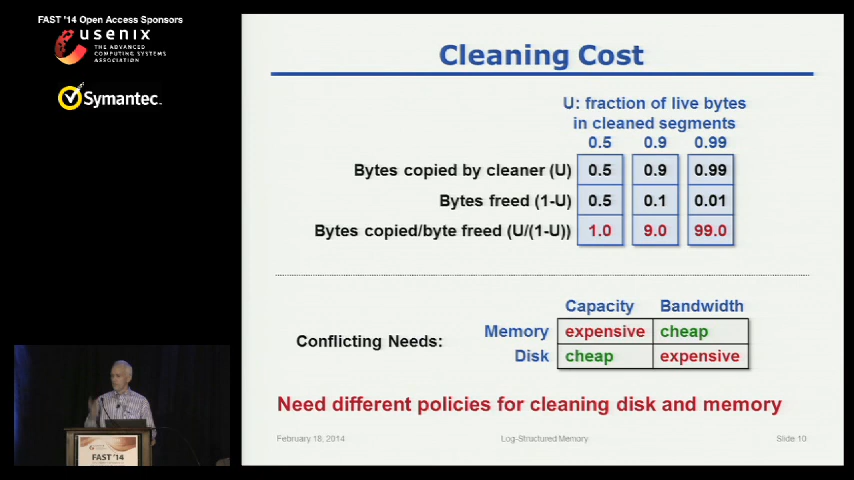 FAST '14 Open Access Sponsors
usenix
THE ADVANCED
COMPUTING SYSTEMS
ASSOCIATION
Symantec.
Cleaning Cost
U: fraction of live bytes
in cleaned segments
0.5 0.9 0.99
Bytes copied by cleaner (U) 0.5 0.9 0.99
Bytes freed (1-U) 0.5 0.1 0.01
Bytes copied/byte freed (U/(1-U)) 1.0 9.0 99.0
Capacity Bandwidth
Conflicting Needs:
Memory expensive cheap
Disk cheap expensive
Need different policies for cleaning disk and memory
February 18, 2014 Log-Structured Memory Slide 10
FAST '14